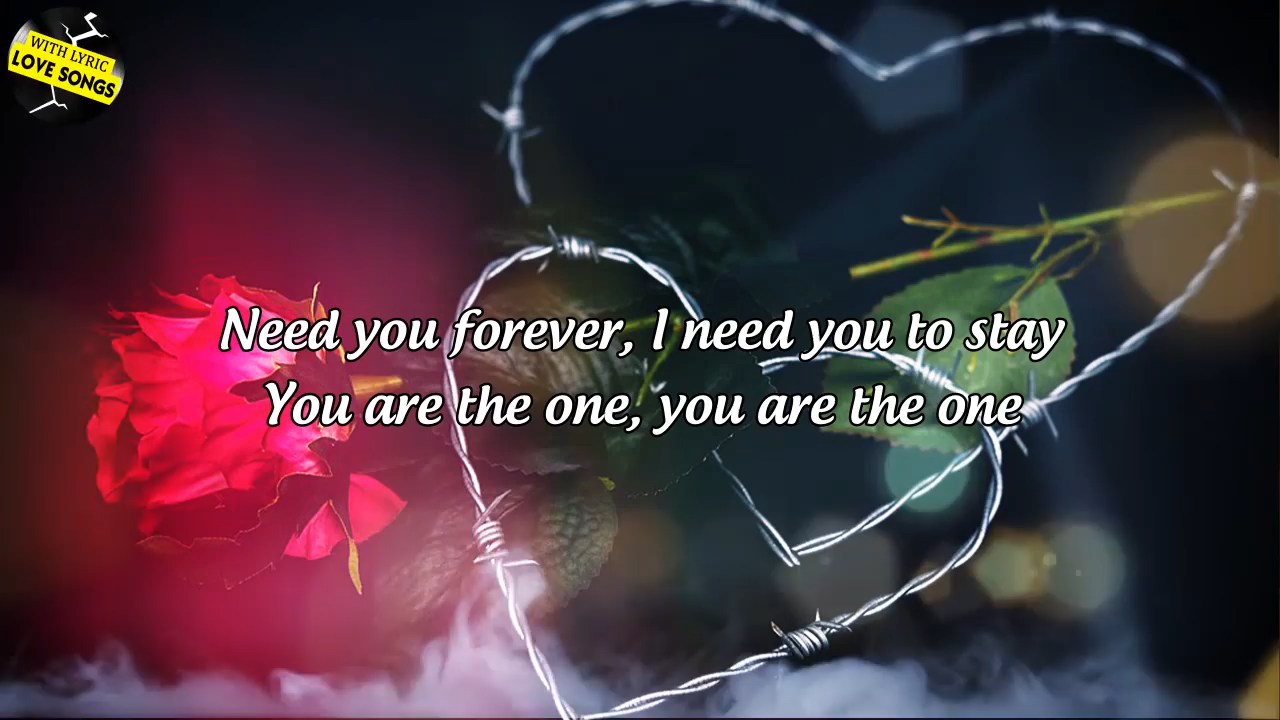 WITH LYRIC
LOVE SONGS
Need you forever, I need you to stay
You are the one, you are the one